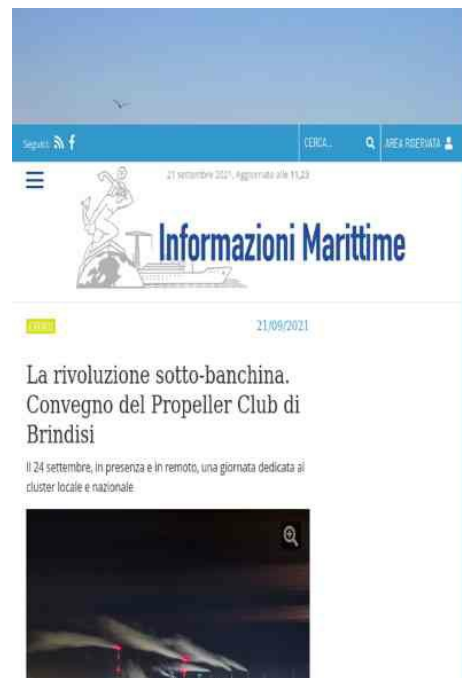 Seguici
CERCA...
AREA RISERVATA
21 settembre 2021, Aggiornato alle 11,23
Informazioni Marittime
21/09/2021
La rivoluzione sotto-banchina.
Convegno del Propeller Club di
Brindisi
Il 24 settembre, in presenza e in remoto, una giornata dedicata al
cluster locale e nazionale